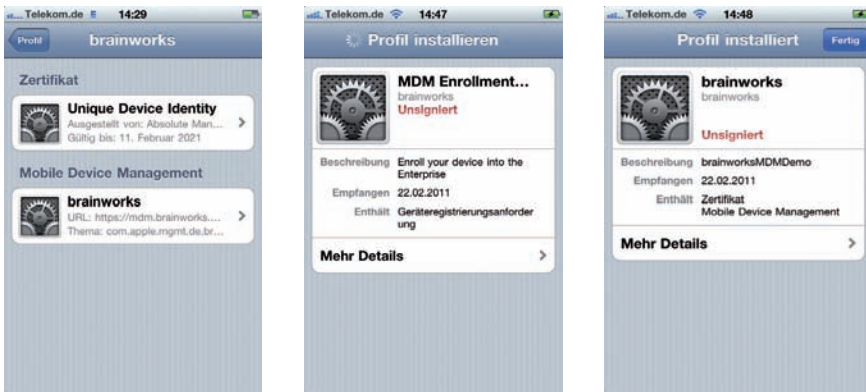 Telekom.de E 14:29
Profil
brainworks
Zertifikat
Unique Device Identity
Ausgestellt von: Absolute Man...
Gültig bis: 11. Februar 2021
Mobile Device Management
brainworks
URL: https://mdm.brainworks....
Thema: com.apple.mgmt.de.br...
Telekom.de 14:47
Profil installieren
MDM Enrollment...
brainworks
Unsigniert
Beschreibung Enroll your device into the
Enterprise
Empfangen 22.02.2011
Enthält Geräteregistrierungsanforder
ung
Mehr Details
Telekom.de 14:48
Profil installiert
Fertig
brainworks
brainworks
Unsigniert
Beschreibung brainworksMDMDemo
Empfangen 22.02.2011
Enthält Zertifikat
Mobile Device Management
Mehr Details